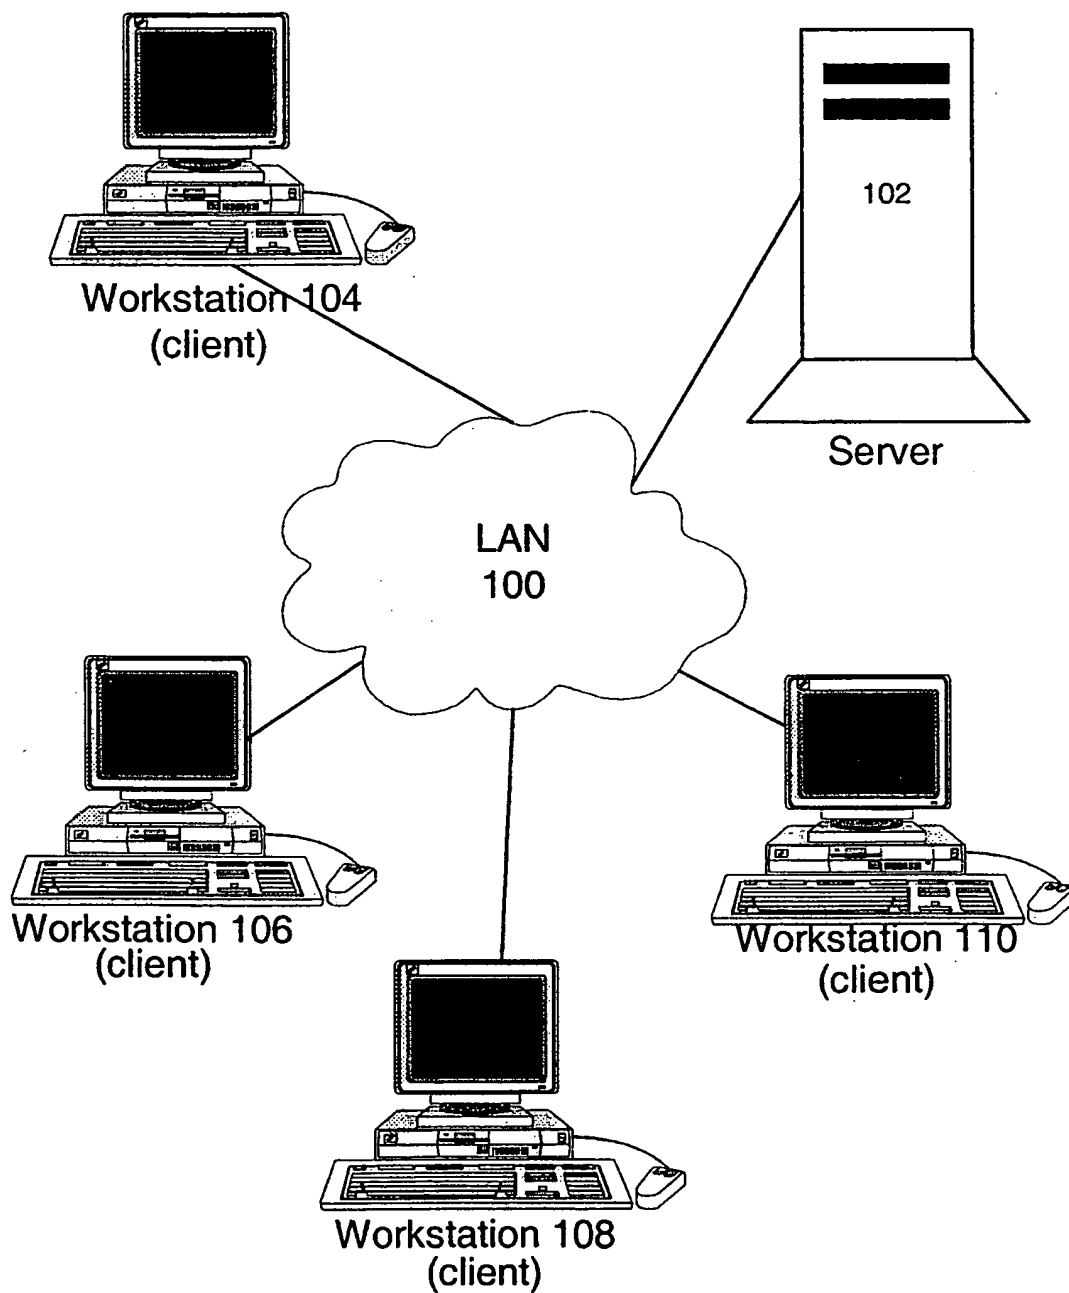 Workstation 104
(client)
102
Server
LAN
100
Workstation 106
(client)
Workstation 110
(client)
Workstation 108
(client)